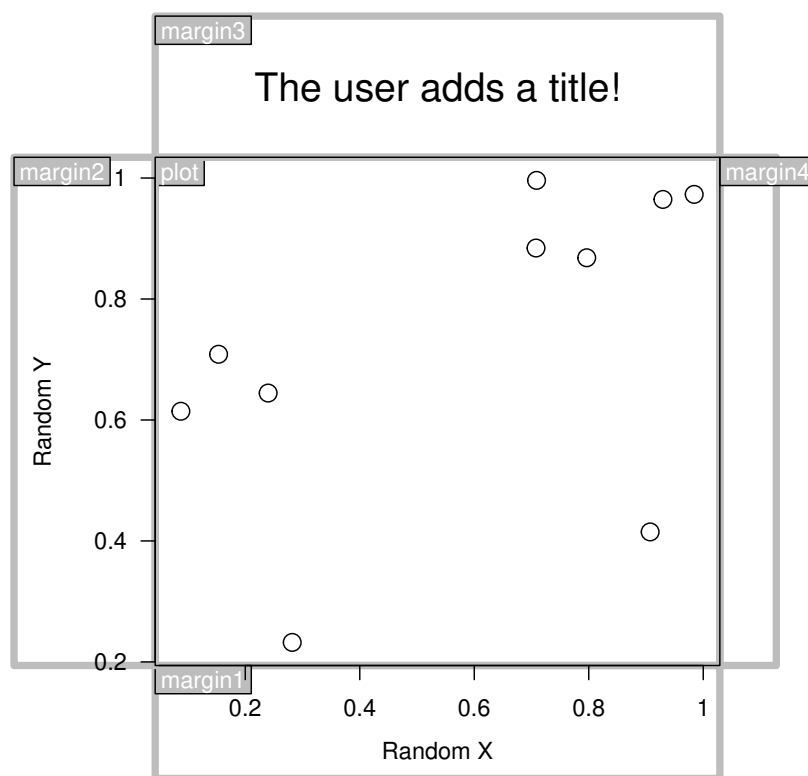 margin3
The user adds a title!
margin2
plot
margin4
1
0.8
0.6
0.4
0.2
Random Y
margin1
0.2 0.4 0.6 0.8 1
Random X